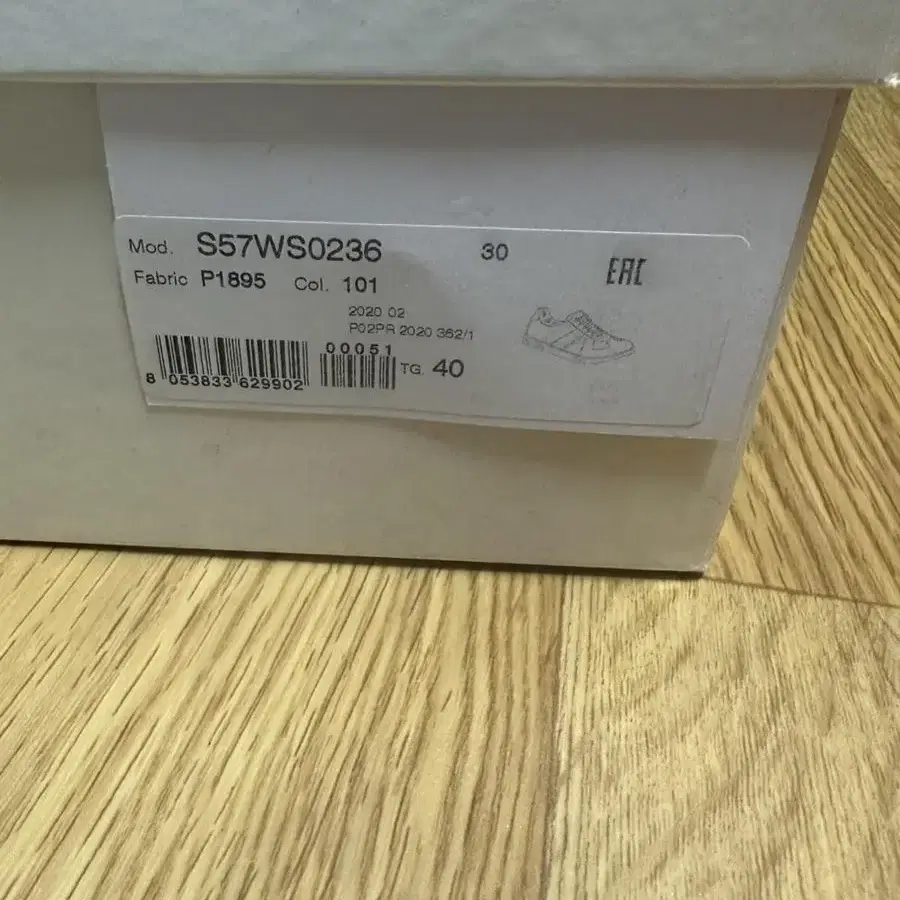 Mod. S57WS0236 30
EAC
Fabric P1895 Col. 101
2020 02
P02PR 2020 362/1
00051
8 053833 629902
TG. 40